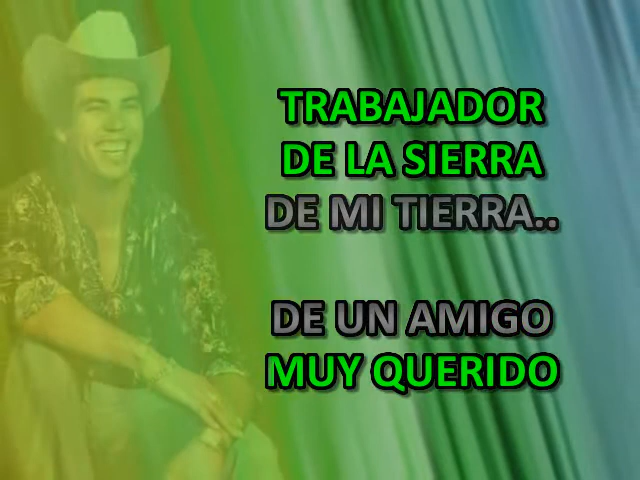 TRABAJADOR
DE LA SIERRA
DE MI TIERRA..
DE UN AMIGO
MUY QUERIDO